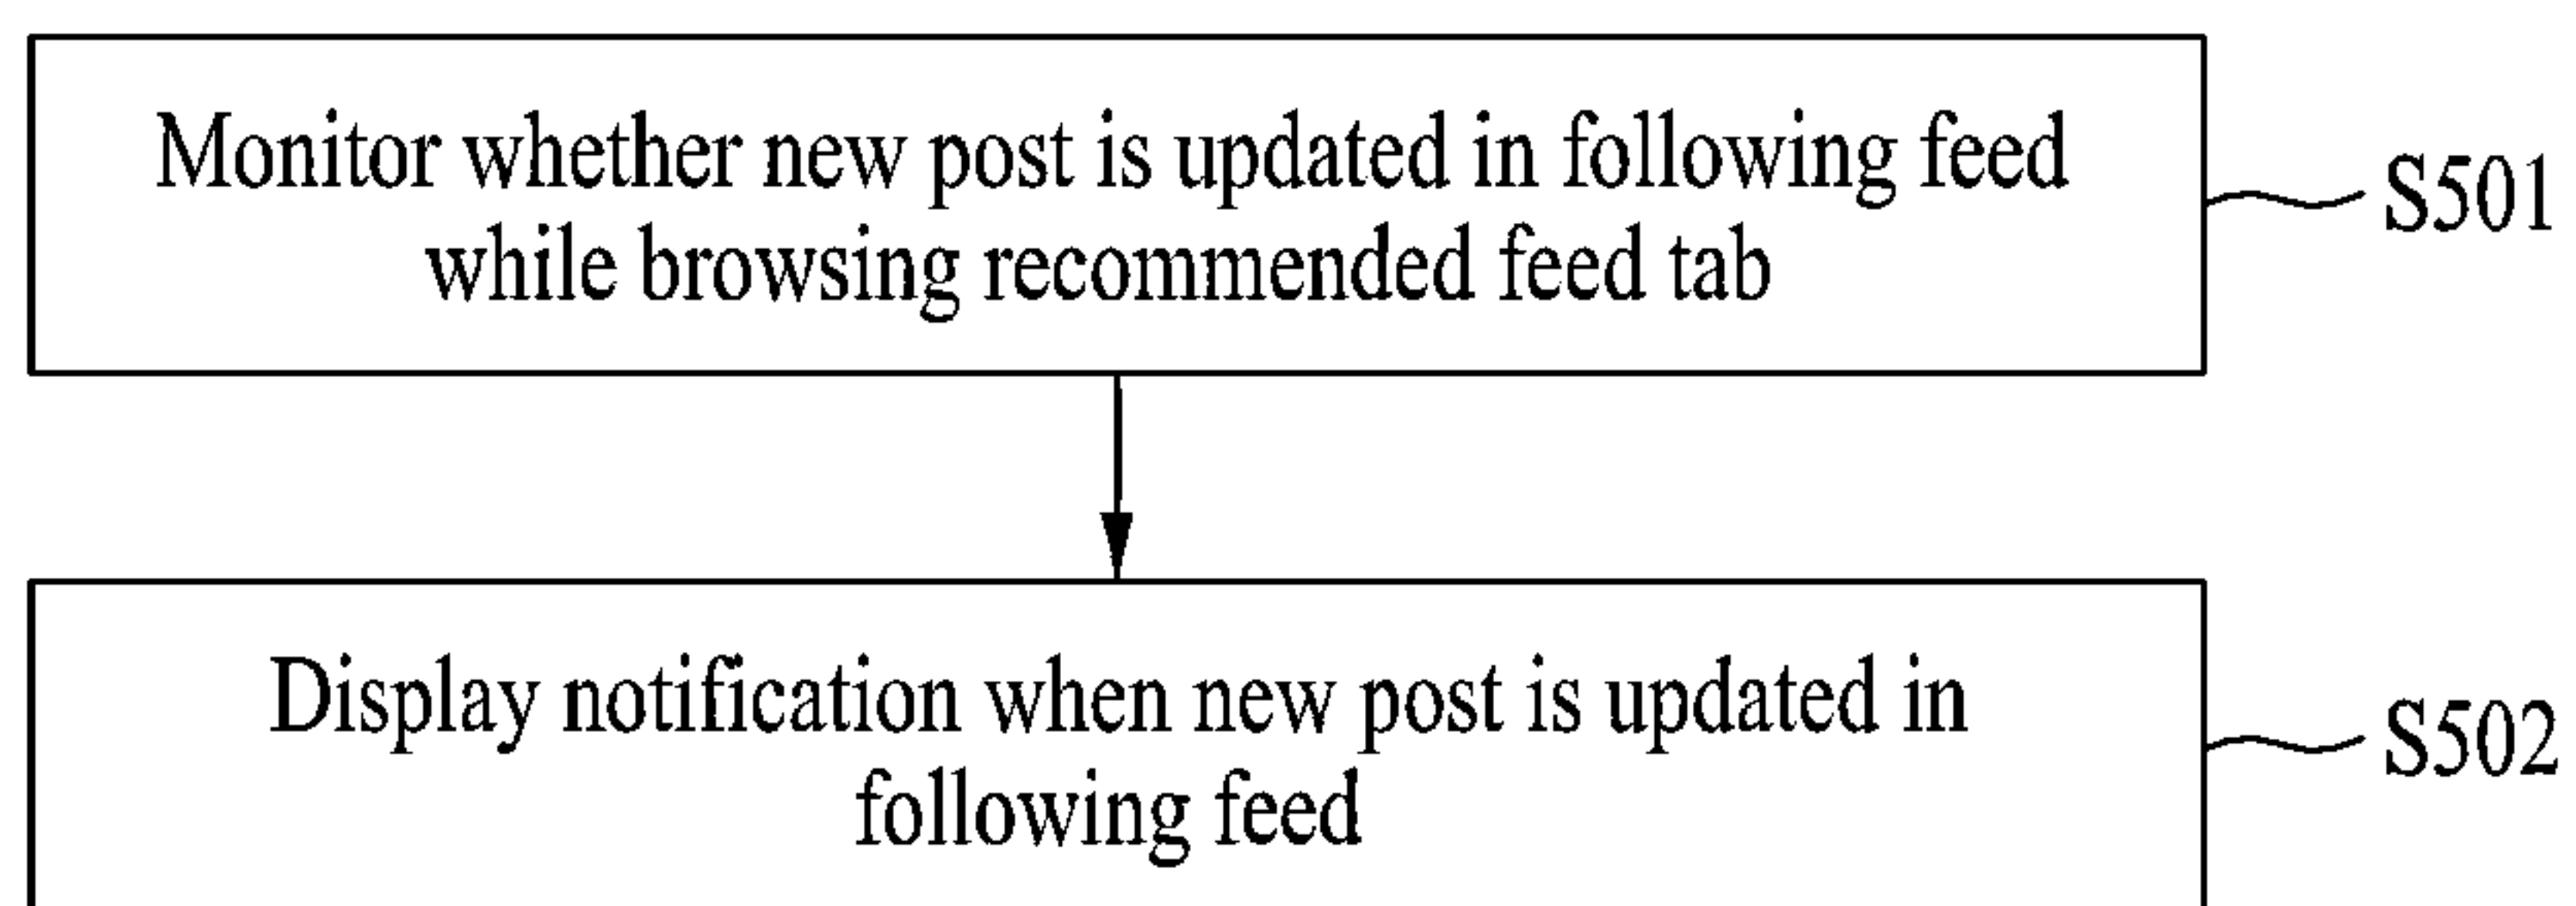 Monitor whether new post is updated in following feed
while browsing recommended feed tab
S501
Display notification when new post is updated in
following feed
S502